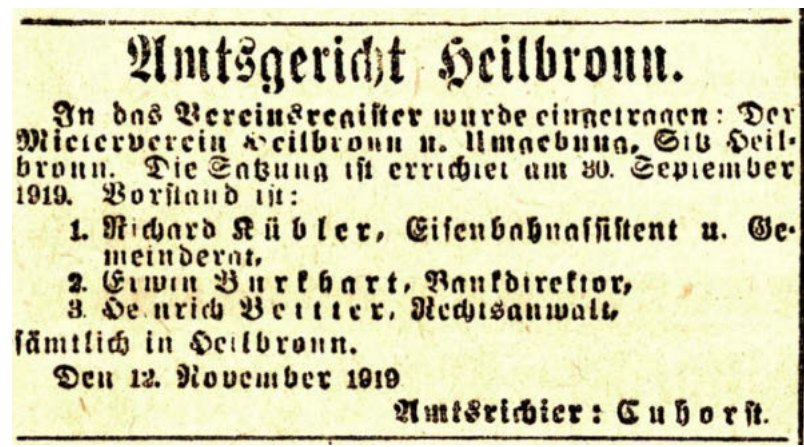 Amtsgericht Heilbronn.
In das Vereinsregister wurde eingetragen: Der
Mieterverein Heilbronn u. Umgebung, Sitz Heil-
bronn. Die Satzung ist errichtet am 30. September
1919. Vorstand ist:
1. Richard Kübler, Eisenbahnassistent u. Ge-
meinderat,
2. Erwin Burkhart, Bankdirektor,
3. Heinrich Beitter, Rechtsanwalt,
sämtlich in Heilbronn.
Den 12. November 1919
Amtsrichter: Cuhorst.